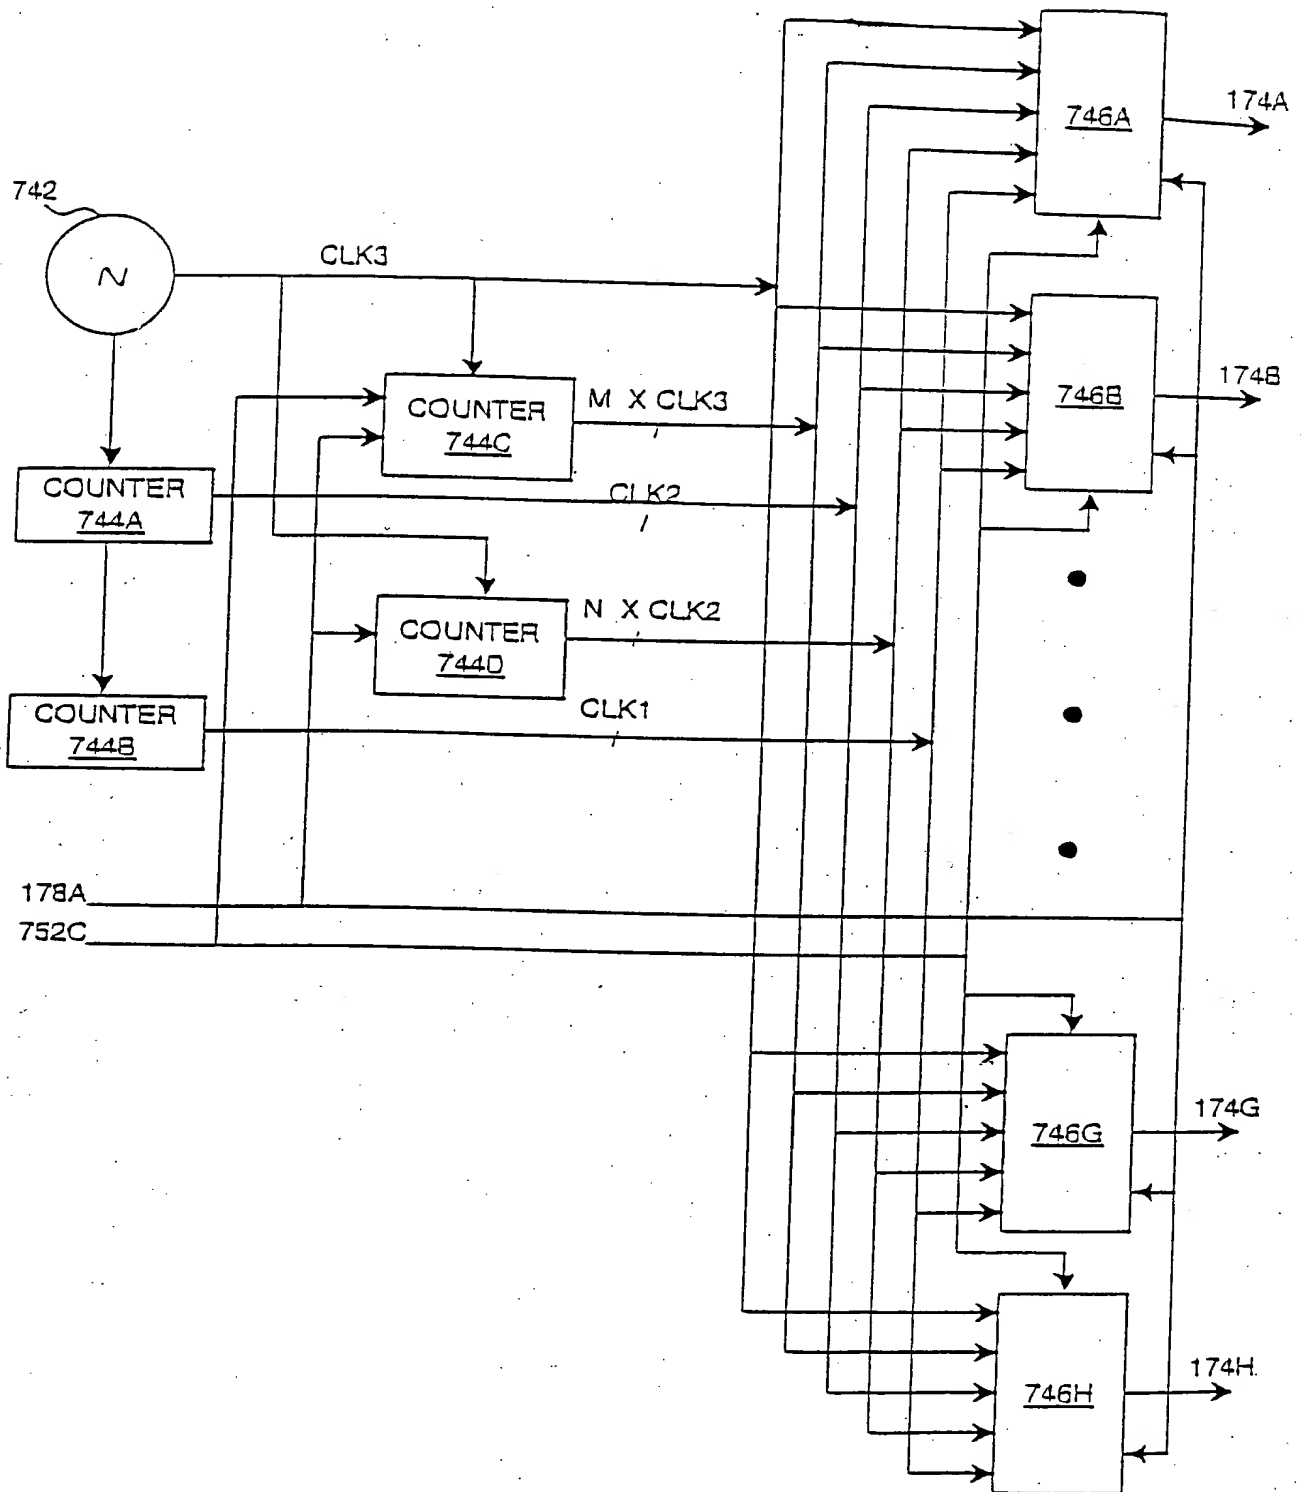 174A
746A
742
N
CLK3
746B
174B
COUNTER
744C
M X CLK3
COUNTER
744A
CLK2
COUNTER
744D
N X CLK2
COUNTER
744B
CLK1
178A
752C
746G
174G
746H
174H